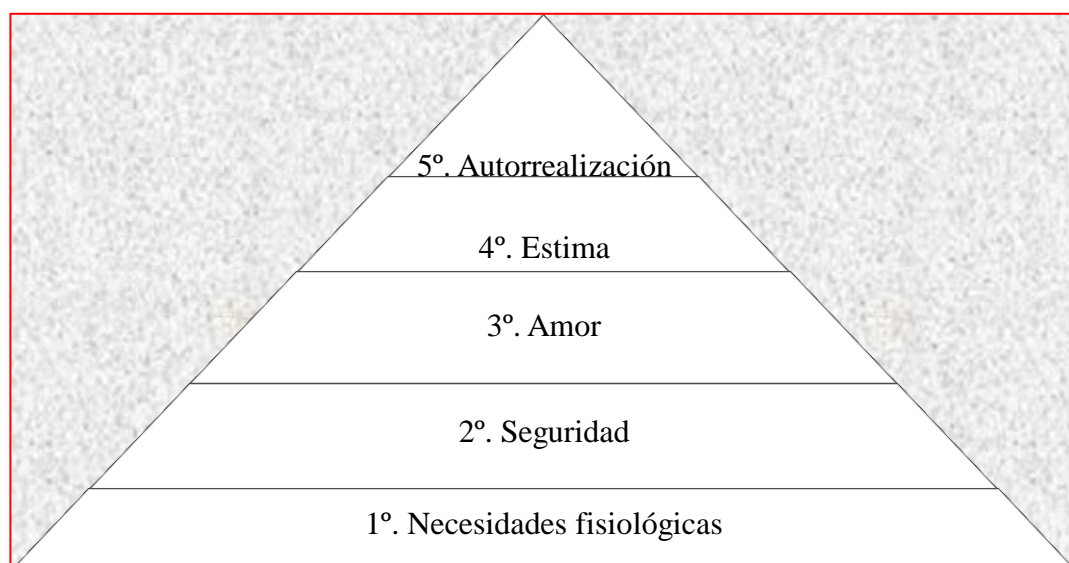 5º. Autorrealización
4º. Estima
3º. Amor
2º. Seguridad
1º. Necesidades fisiológicas